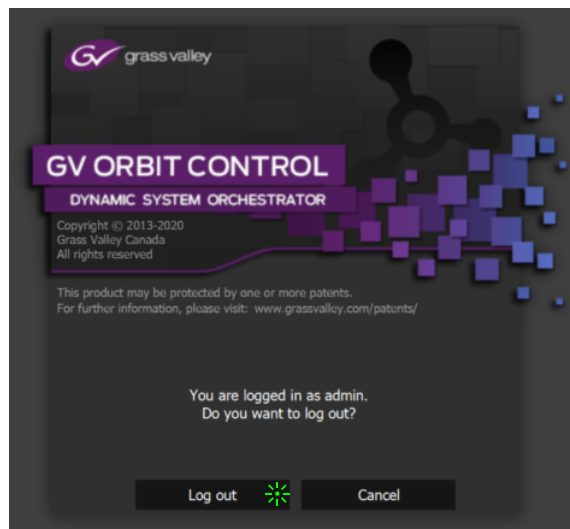 GV grass valley
GV ORBIT CONTROL
DYNAMIC SYSTEM ORCHESTRATOR
Copyright © 2013-2020
Grass Valley Canada
All rights reserved
This product may be protected by one or more patents.
For further information, please visit: www.grassvalley.com/patents/
You are logged in as admin.
Do you want to log out?
Log out
Cancel